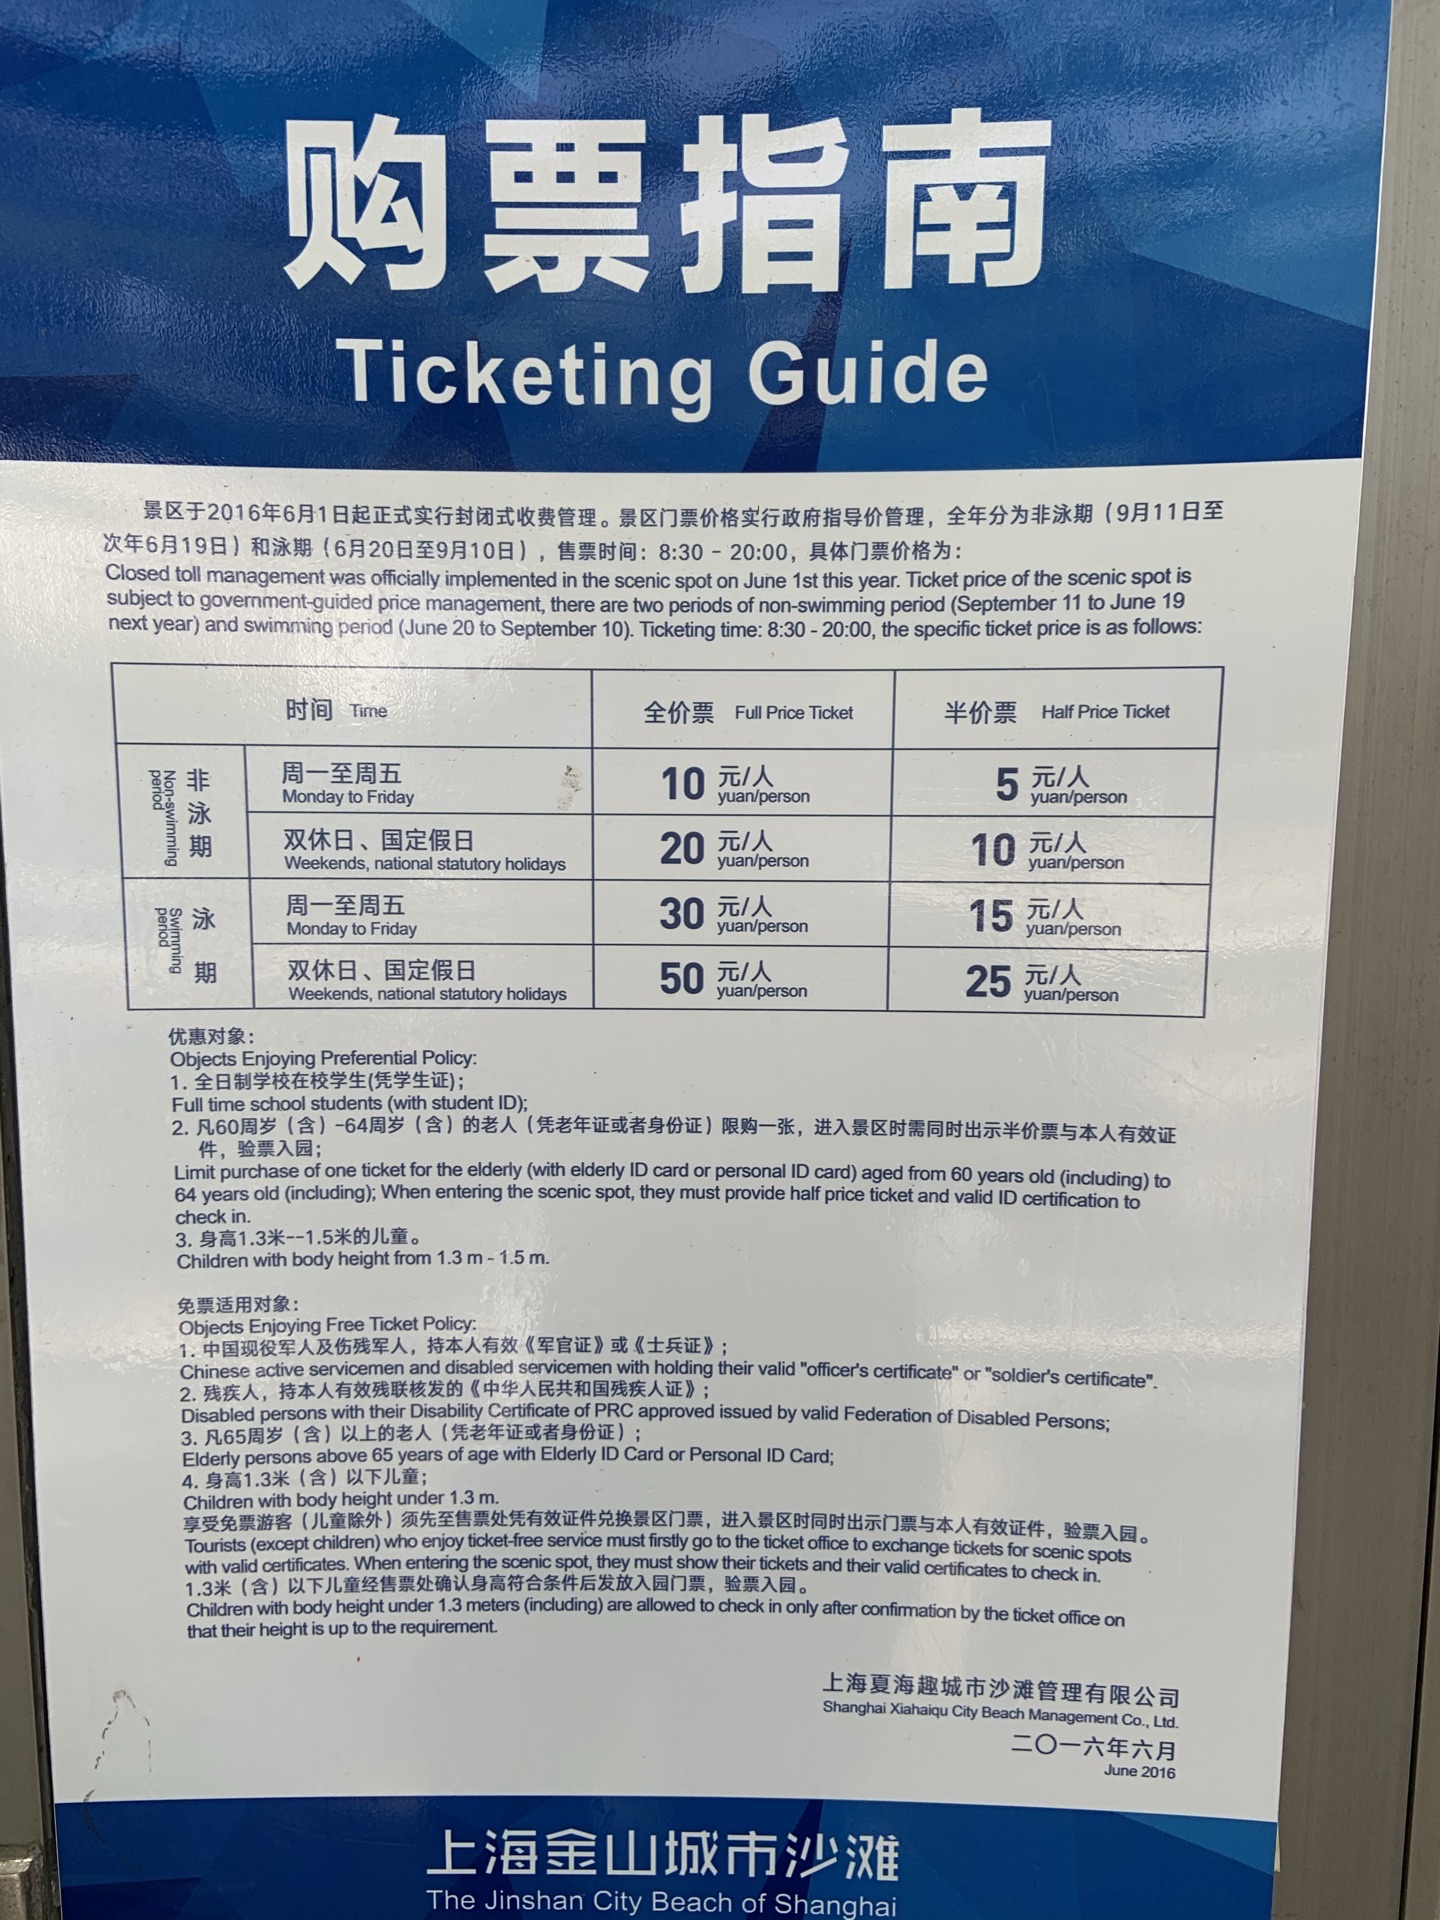 购票指南
Ticketing Guide
景区于2016年6月1日起正式实行封闭式收费管理。景区门票价格实行政府指导价管理，全年分为非泳期（9月11日至
次年6月19日）和泳期（6月20日至9月10日），售票时间：8:30 - 20:00，具体门票价格为：
Closed toll management was officially implemented in the scenic spot on June 1st this year. Ticket price of the scenic spot is
subject to government-guided price management, there are two periods of non-swimming period (September 11 to June 19
next year) and swimming period (June 20 to September 10). Ticketing time: 8:30 - 20:00, the specific ticket price is as follows:
时间 Time 全价票 Full Price Ticket 半价票 Half Price Ticket
非泳期 Non-swimming period
周一至周五 10 元/人 5 元/人
Monday to Friday yuan/person yuan/person
双休日、国定假日 20 元/人 10 元/人
Weekends, national statutory holidays yuan/person yuan/person
泳期 Swimming period
周一至周五 30 元/人 15 元/人
Monday to Friday yuan/person yuan/person
双休日、国定假日 50 元/人 25 元/人
Weekends, national statutory holidays yuan/person yuan/person
优惠对象：
Objects Enjoying Preferential Policy:
1. 全日制学校在校学生(凭学生证)；
Full time school students (with student ID);
2. 凡60周岁（含）-64周岁（含）的老人（凭老年证或者身份证）限购一张，进入景区时需同时出示半价票与本人有效证
件，验票入园；
Limit purchase of one ticket for the elderly (with elderly ID card or personal ID card) aged from 60 years old (including) to
64 years old (including); When entering the scenic spot, they must provide half price ticket and valid ID certification to
check in.
3. 身高1.3米--1.5米的儿童。
Children with body height from 1.3 m - 1.5 m.
免票适用对象：
Objects Enjoying Free Ticket Policy:
1. 中国现役军人及伤残军人，持本人有效《军官证》或《士兵证》；
Chinese active servicemen and disabled servicemen with holding their valid "officer's certificate" or "soldier's certificate".
2. 残疾人，持本人有效残联核发的《中华人民共和国残疾人证》；
Disabled persons with their Disability Certificate of PRC approved issued by valid Federation of Disabled Persons;
3. 凡65周岁（含）以上的老人（凭老年证或者身份证）；
Elderly persons above 65 years of age with Elderly ID Card or Personal ID Card;
4. 身高1.3米（含）以下儿童；
Children with body height under 1.3 m.
享受免票游客（儿童除外）须先至售票处凭有效证件兑换景区门票，进入景区时同时出示门票与本人有效证件，验票入园。
Tourists (except children) who enjoy ticket-free service must firstly go to the ticket office to exchange tickets for scenic spots
with valid certificates. When entering the scenic spot, they must show their tickets and their valid certificates to check in.
1.3米（含）以下儿童经售票处确认身高符合条件后发放入园门票，验票入园。
Children with body height under 1.3 meters (including) are allowed to check in only after confirmation by the ticket office on
that their height is up to the requirement.
上海夏海趣城市沙滩管理有限公司
Shanghai Xiahaiqu City Beach Management Co., Ltd.
二〇一六年六月
June 2016
上海金山城市沙滩
The Jinshan City Beach of Shanghai